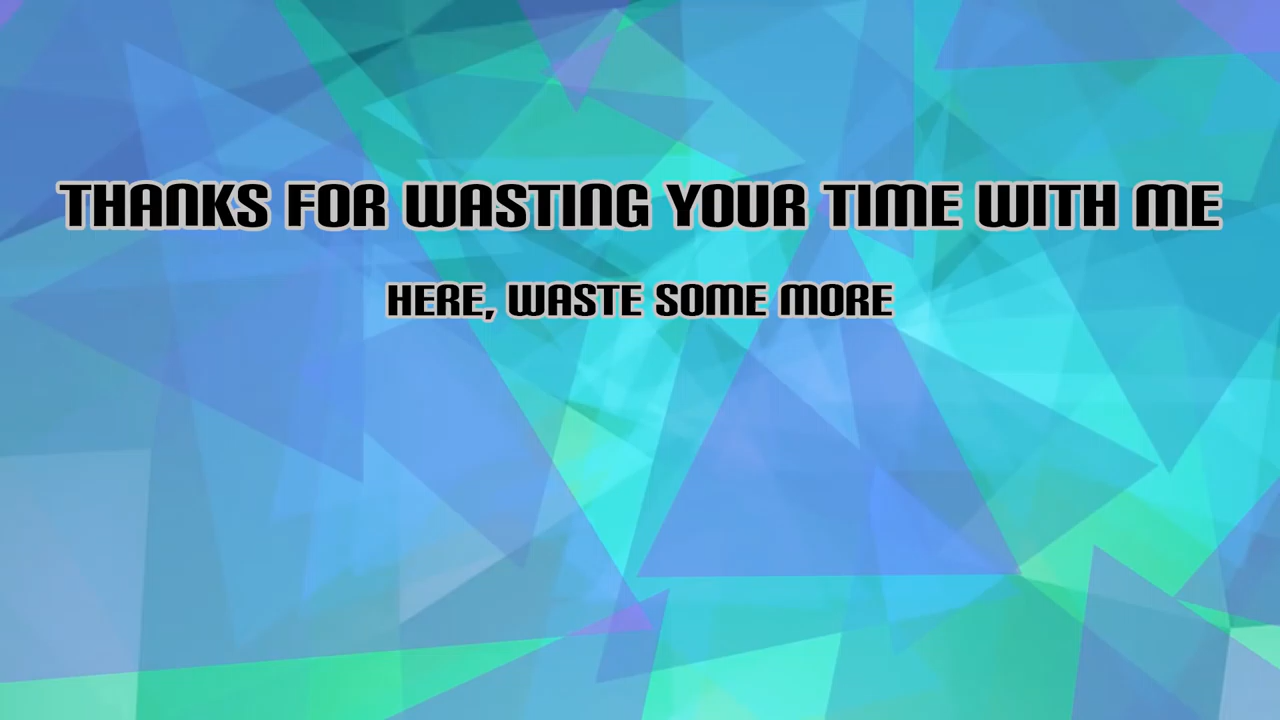 THANKS FOR WASTING YOUR TIME WITH ME
HERE, WASTE SOME MORE